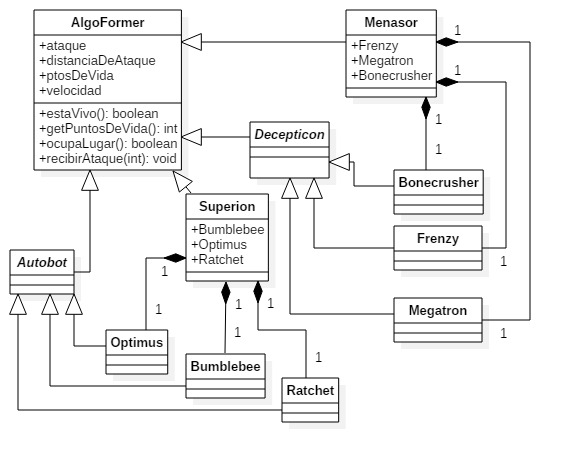 AlgoFormer
+ataque
+distanciaDeAtaque
+ptosDeVida
+velocidad
+estaVivo(): boolean
+getPuntosDeVida(): int
+ocupaLugar(): boolean
+recibirAtaque(int): void
Menasor
+Frenzy
+Megatron
+Bonecrusher
1
1
1
1
Decepticon
Bonecrusher
Superion
+Bumblebee
+Optimus
+Ratchet
Frenzy
1
Autobot
1
1
1
1
Megatron
1
1
Optimus
1
Bumblebee
Ratchet